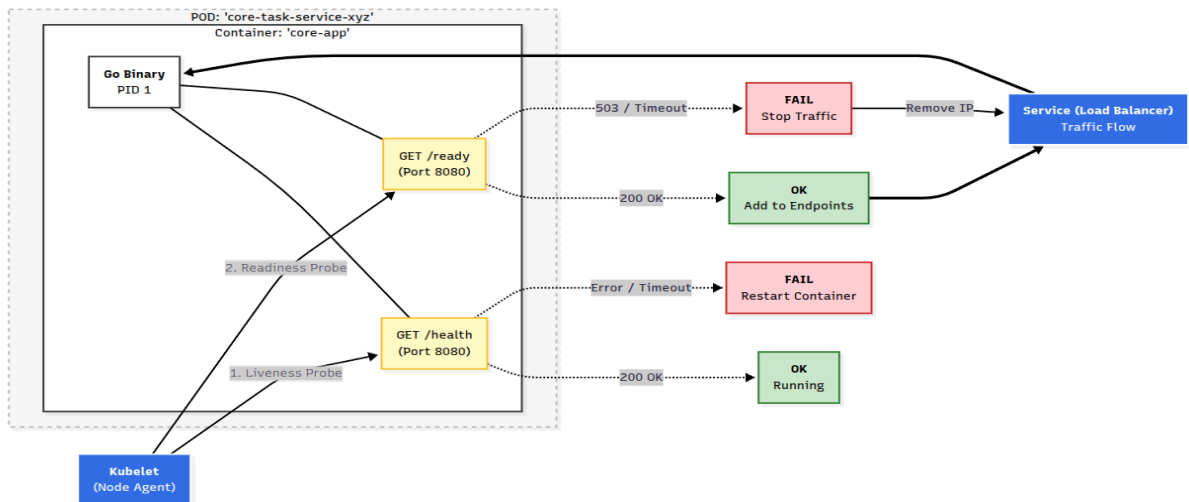 POD: 'core-task-service-xyz'
Container: 'core-app'
Go Binary
PID 1
503 / Timeout
FAIL
Stop Traffic
Remove IP
Service (Load Balancer)
Traffic Flow
GET /ready
(Port 8080)
200 OK
OK
Add to Endpoints
2. Readiness Probe
Error / Timeout
FAIL
Restart Container
GET /health
(Port 8080)
1. Liveness Probe
200 OK
OK
Running
Kubelet
(Node Agent)